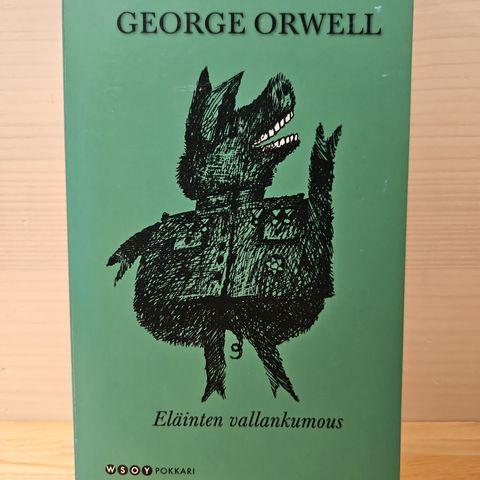 GEORGE ORWELL
Eläinten vallankumous
WSOY POKKARI